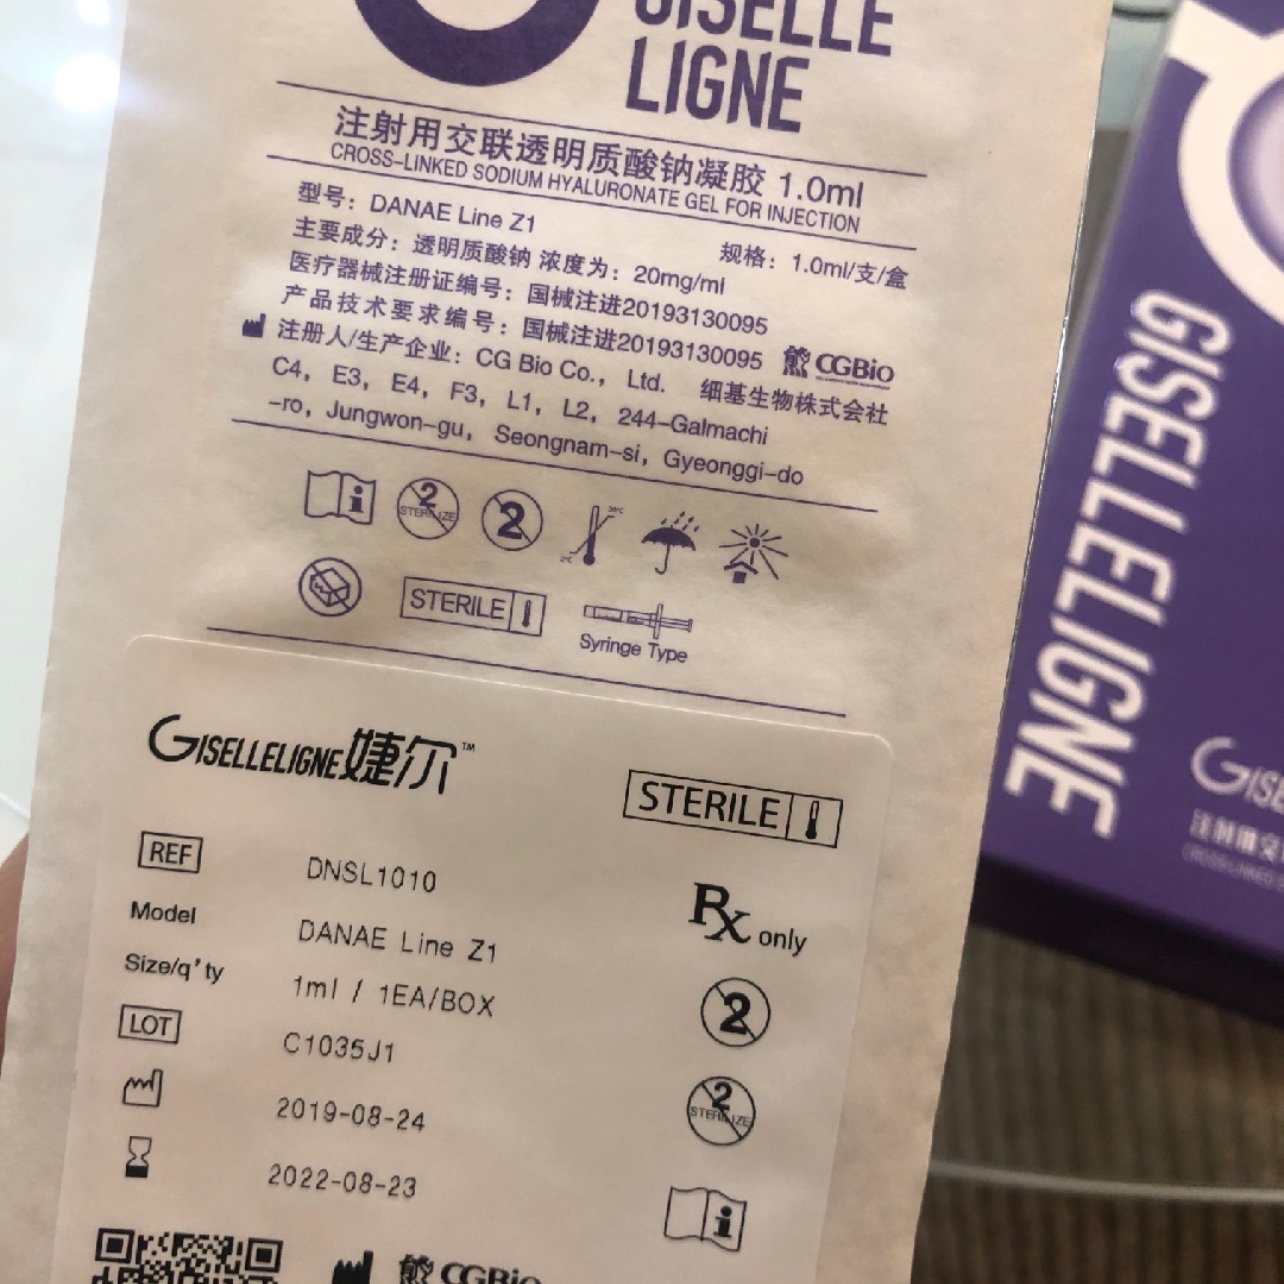 GISELLE
LIGNE
注射用交联透明质酸钠凝胶 1.0ml
CROSS-LINKED SODIUM HYALURONATE GEL FOR INJECTION
型号：DANAE Line Z1
规格：1.0ml/支/盒
主要成分：透明质酸钠 浓度为：20mg/ml
医疗器械注册证编号：国械注进20193130095
产品技术要求编号：国械注进20193130095
注册人/生产企业：CG Bio Co.， Ltd. 细基生物株式会社
CGBio
C4， E3， E4， F3， L1， L2， 244-Galmachi
-ro，Jungwon-gu， Seongnam-si，Gyeonggi-do
2 STERILIZE
2
STERILE
Syringe Type
GISELLELIGNE婕尔™
STERILE
REF DNSL1010
Rx only
Model DANAE Line Z1
Size/q'ty 1ml / 1EA/BOX
2
LOT C1035J1
2 STERILIZE
2019-08-24
2022-08-23
CGBio
GISELLELIGNE